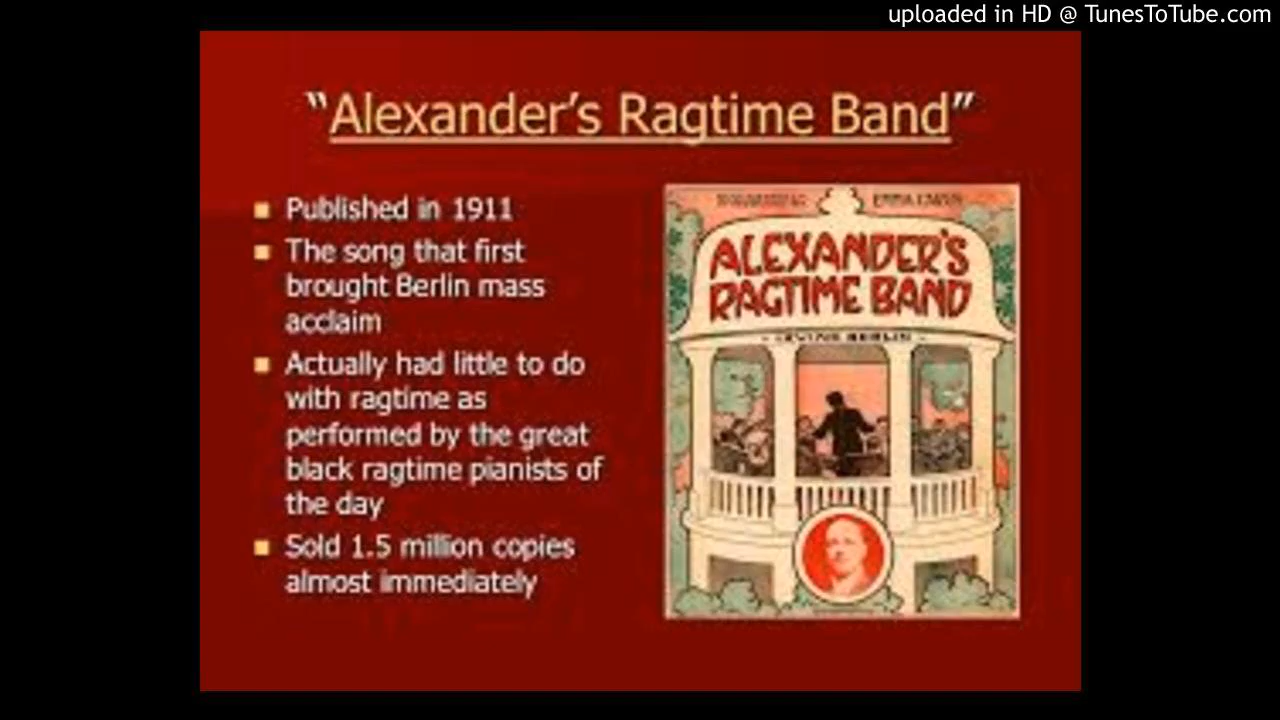 uploaded in HD @ TunesToTube.com
“Alexander’s Ragtime Band”
Published in 1911
The song that first
brought Berlin mass
acclaim
Actually had little to do
with ragtime as
performed by the great
black ragtime pianists of
the day
Sold 1.5 million copies
almost immediately
ALEXANDER'S
RAGTIME BAND
IRVING BERLIN